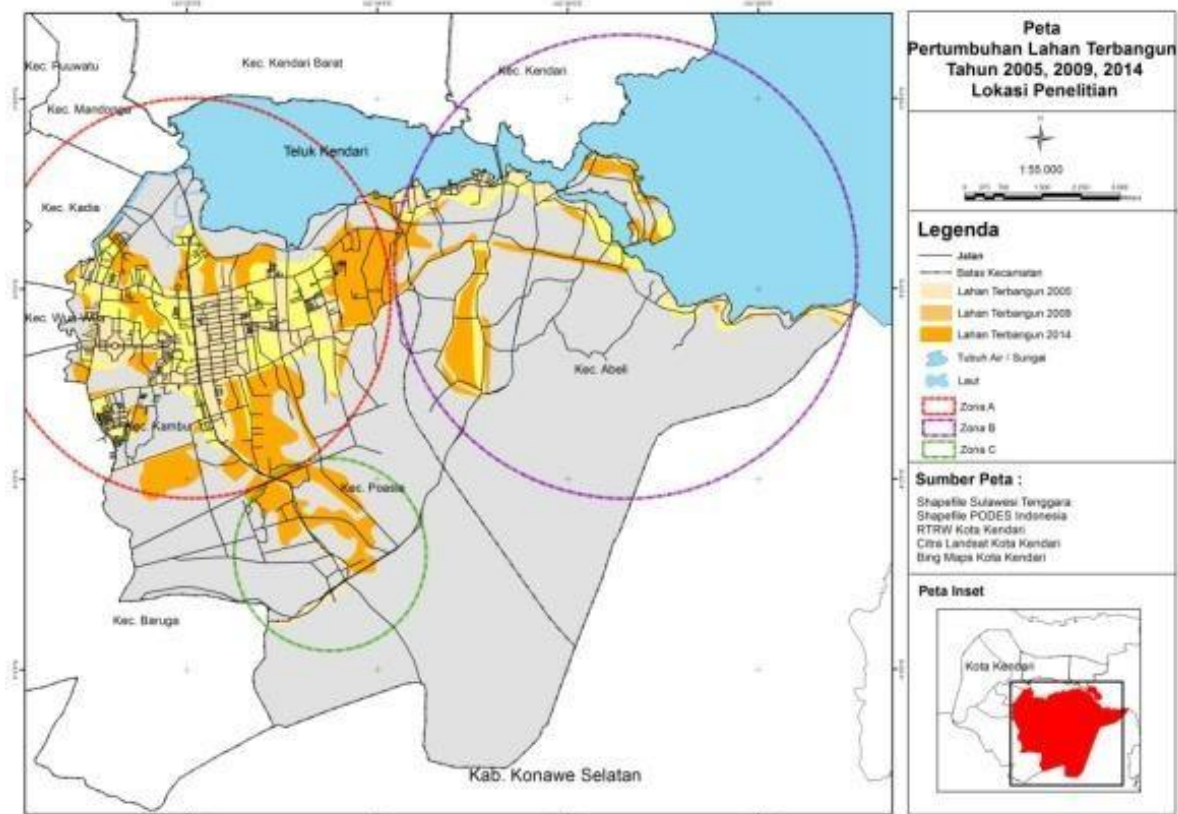 Peta
Pertumbuhan Lahan Terbangun
Tahun 2005, 2009, 2014
Lokasi Penelitian
1:55.000
Legenda
Jalan
Batas Kecamatan
Lahan Terbangun 2005
Lahan Terbangun 2009
Lahan Terbangun 2014
Tubuh Air / Sungai
Laut
Zona A
Zona B
Zona C
Sumber Peta :
Shapefile Sulawesi Tenggara
Shapefile PODES Indonesia
RTRW Kota Kendari
Citra Landsat Kota Kendari
Bing Maps Kota Kendari
Peta Inset
Kota Kendari
Kec. Puuwatu
Kec. Kendari Barat
Kec. Kendari
Kec. Mandonga
Teluk Kendari
Kec. Kadia
Kec. Wua Wua
Kec. Abeli
Kec. Kambu
Kec. Poasia
Kec. Baruga
Kab. Konawe Selatan